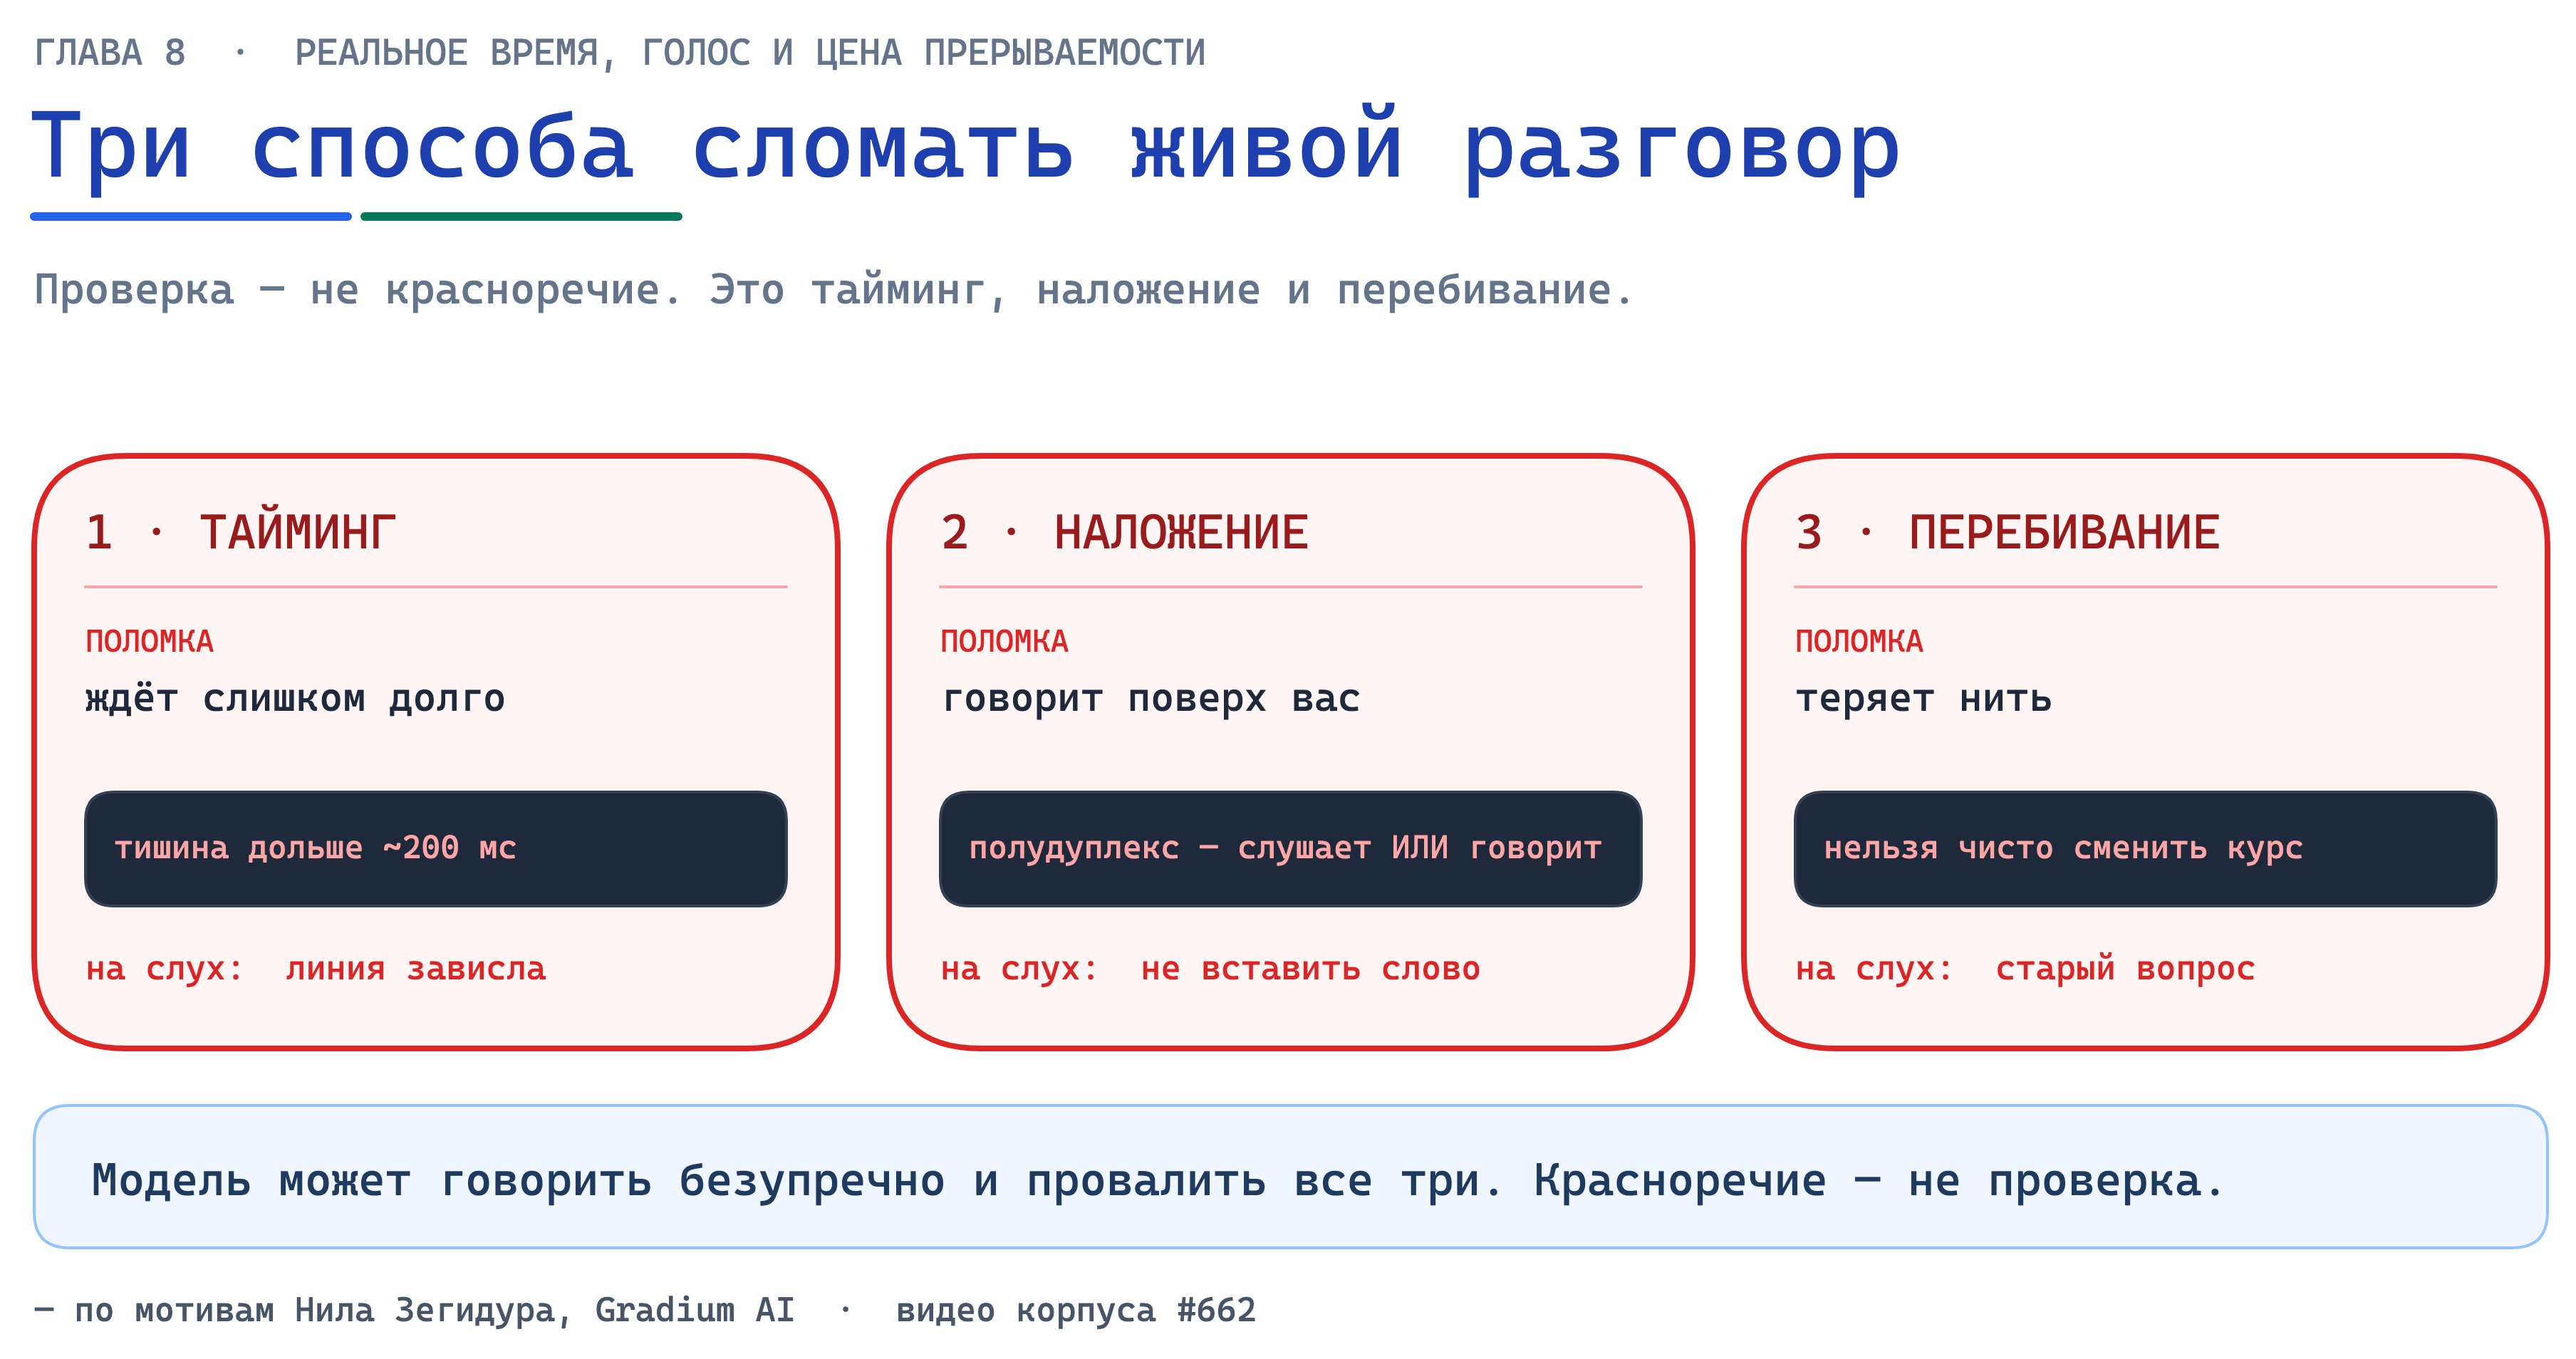 ГЛАВА 8 · РЕАЛЬНОЕ ВРЕМЯ, ГОЛОС И ЦЕНА ПРЕРЫВАЕМОСТИ
Три способа сломать живой разговор
Проверка — не красноречие. Это тайминг, наложение и перебивание.
1 · ТАЙМИНГ
ПОЛОМКА
ждёт слишком долго
тишина дольше ~200 мс
на слух: линия зависла
2 · НАЛОЖЕНИЕ
ПОЛОМКА
говорит поверх вас
полудуплекс — слушает ИЛИ говорит
на слух: не вставить слово
3 · ПЕРЕБИВАНИЕ
ПОЛОМКА
теряет нить
нельзя чисто сменить курс
на слух: старый вопрос
Модель может говорить безупречно и провалить все три. Красноречие — не проверка.
— по мотивам Нила Зегидура, Gradium AI · видео корпуса #662